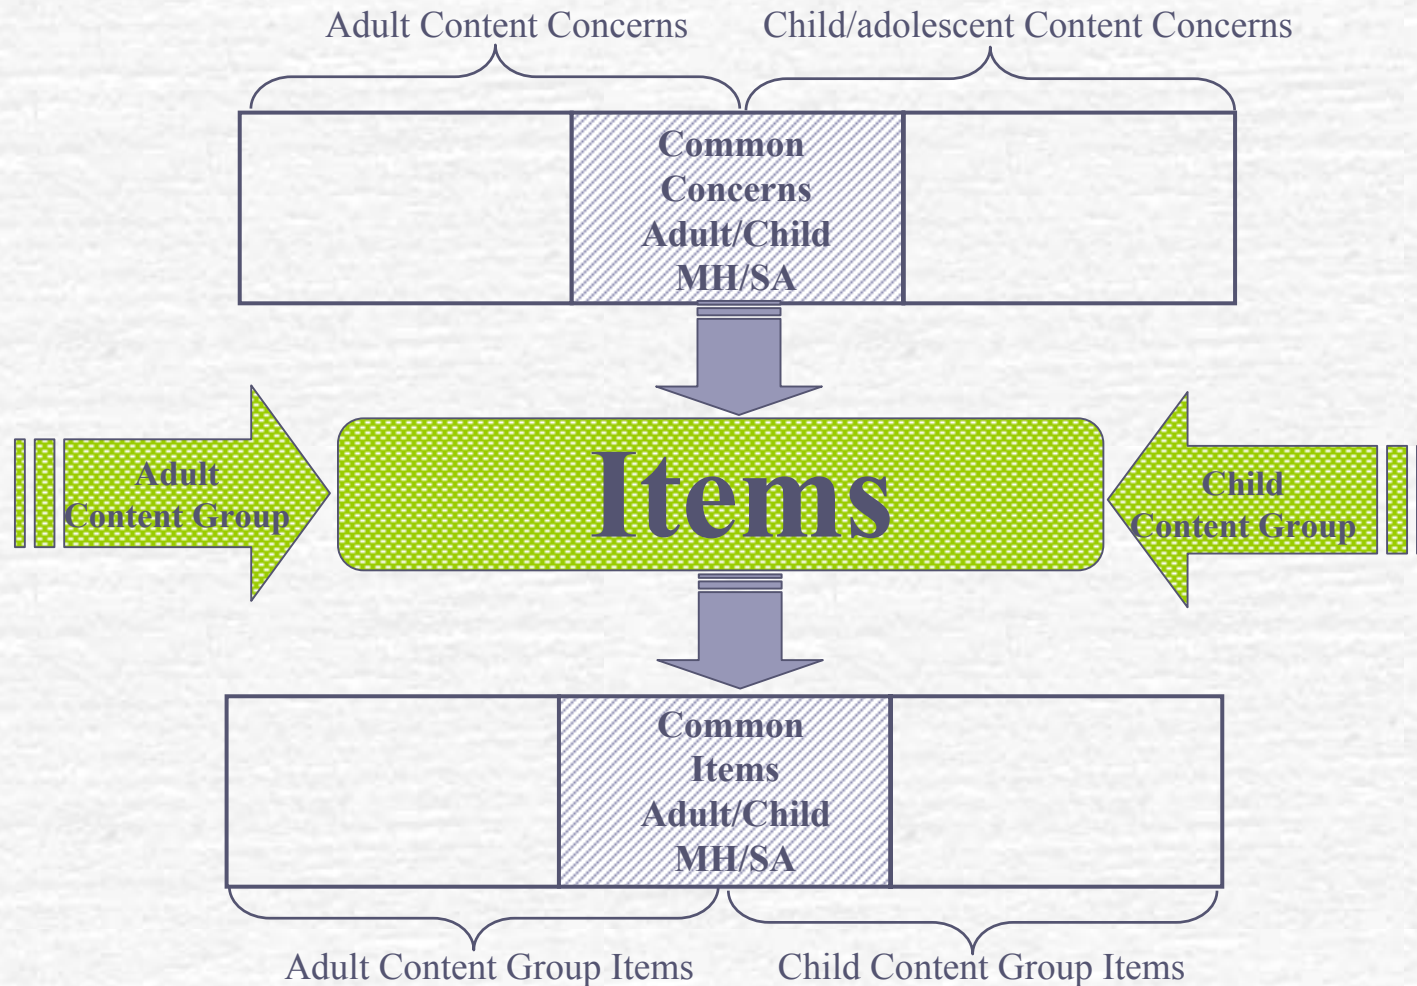 Adult Content Concerns
Child/adolescent Content Concerns
Common
Concerns
Adult/Child
MH/SA
Adult
Content Group
Items
Child
Content Group
Common
Items
Adult/Child
MH/SA
Adult Content Group Items
Child Content Group Items